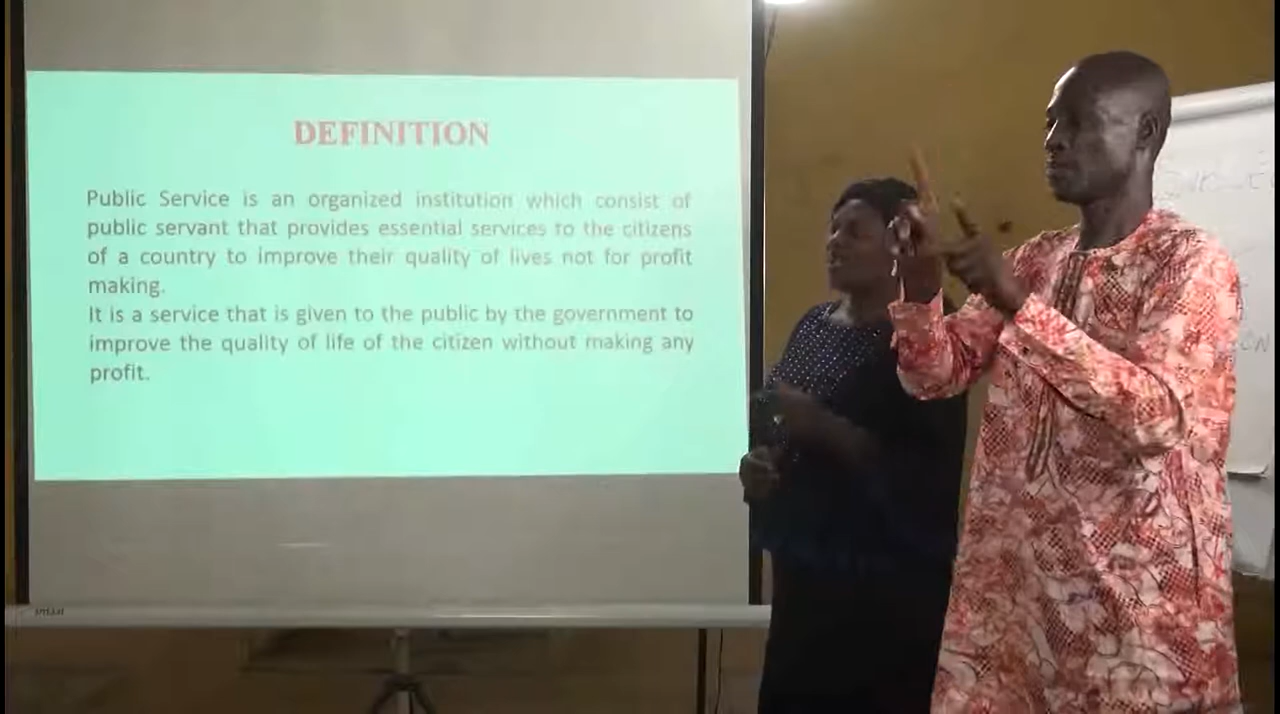 DEFINITION
Public Service is an organized institution which consist of
public servant that provides essential services to the citizens
of a country to improve their quality of lives not for profit
making.
It is a service that is given to the public by the government to
improve the quality of life of the citizen without making any
profit.